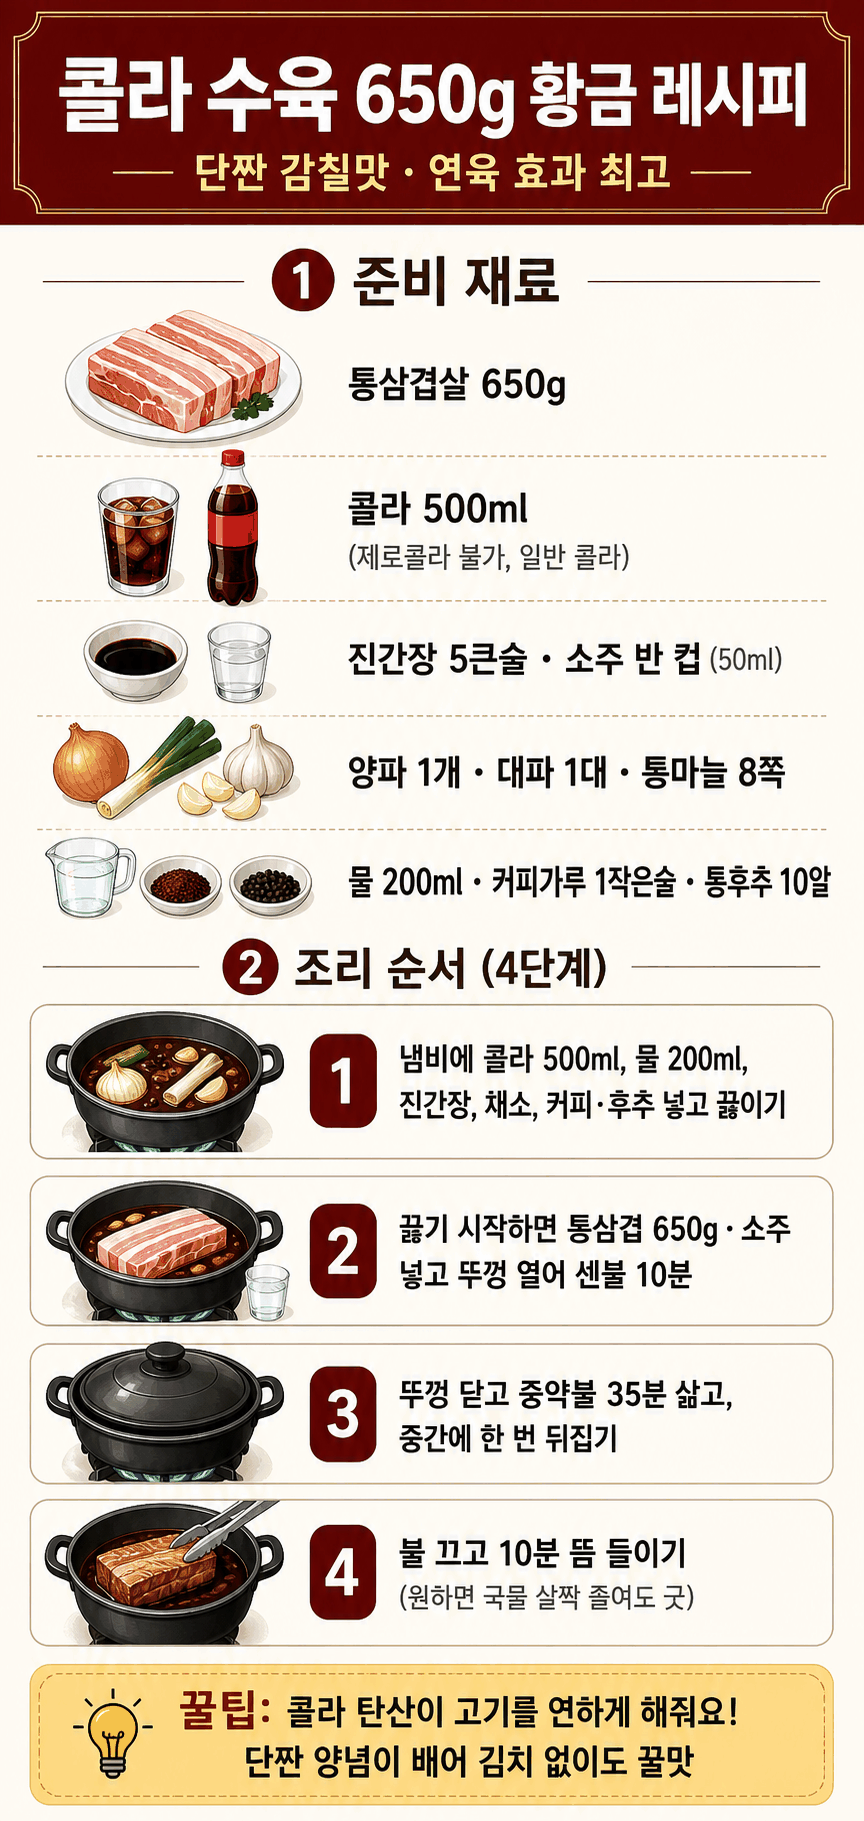 콜라 수육 650g 황금 레시피
단짠 감칠맛 · 연육 효과 최고
1 준비 재료
통삼겹살 650g
콜라 500ml
(제로콜라 불가, 일반 콜라)
진간장 5큰술 · 소주 반 컵 (50ml)
양파 1개 · 대파 1대 · 통마늘 8쪽
물 200ml · 커피가루 1작은술 · 통후추 10알
2 조리 순서 (4단계)
1
냄비에 콜라 500ml, 물 200ml,
진간장, 채소, 커피·후추 넣고 끓이기
2
끓기 시작하면 통삼겹 650g · 소주
넣고 뚜껑 열어 센불 10분
3
뚜껑 닫고 중약불 35분 삶고,
중간에 한 번 뒤집기
4
불 끄고 10분 뜸 들이기
(원하면 국물 살짝 졸여도 굿)
꿀팁: 콜라 탄산이 고기를 연하게 해줘요!
단짠 양념이 배어 김치 없이도 꿀맛